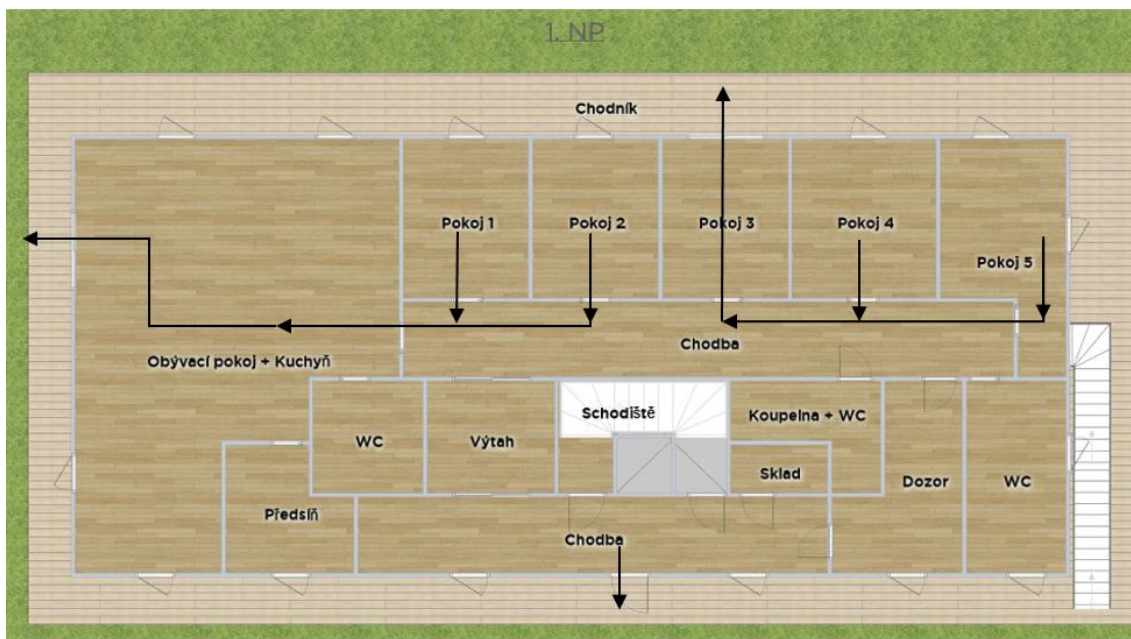 1. NP
Chodník
Pokoj 1
Pokoj 2
Pokoj 3
Pokoj 4
Pokoj 5
Chodba
Obývací pokoj + Kuchyň
Schodiště
Koupelna + WC
WC
Výtah
Sklad
Dozor
WC
Předsíň
Chodba